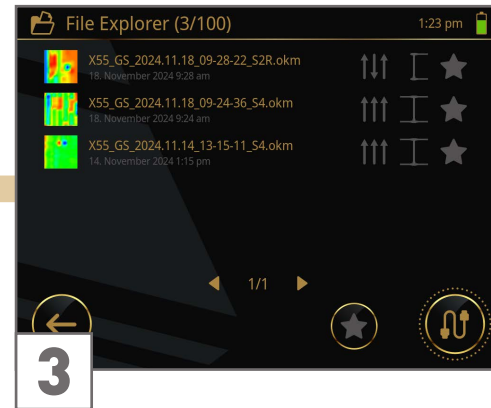 File Explorer (3/100)
1:23 pm
X55_GS_2024.11.18_09-28-22_S2R.okm
18. November 2024 9:28 am
X55_GS_2024.11.18_09-24-36_S4.okm
18. November 2024 9:24 am
X55_GS_2024.11.14_13-15-11_S4.okm
14. November 2024 1:15 pm
1/1
3